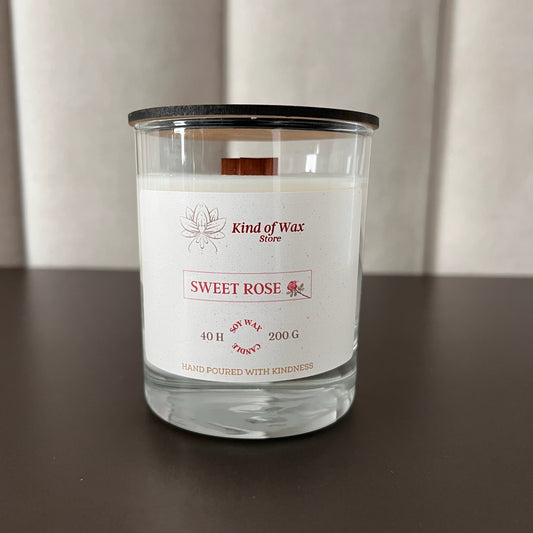 Kind of Wax
Store
SWEET ROSE
40 H
SOY WAX
CANDLE
200 G
HAND POURED WITH KINDNESS